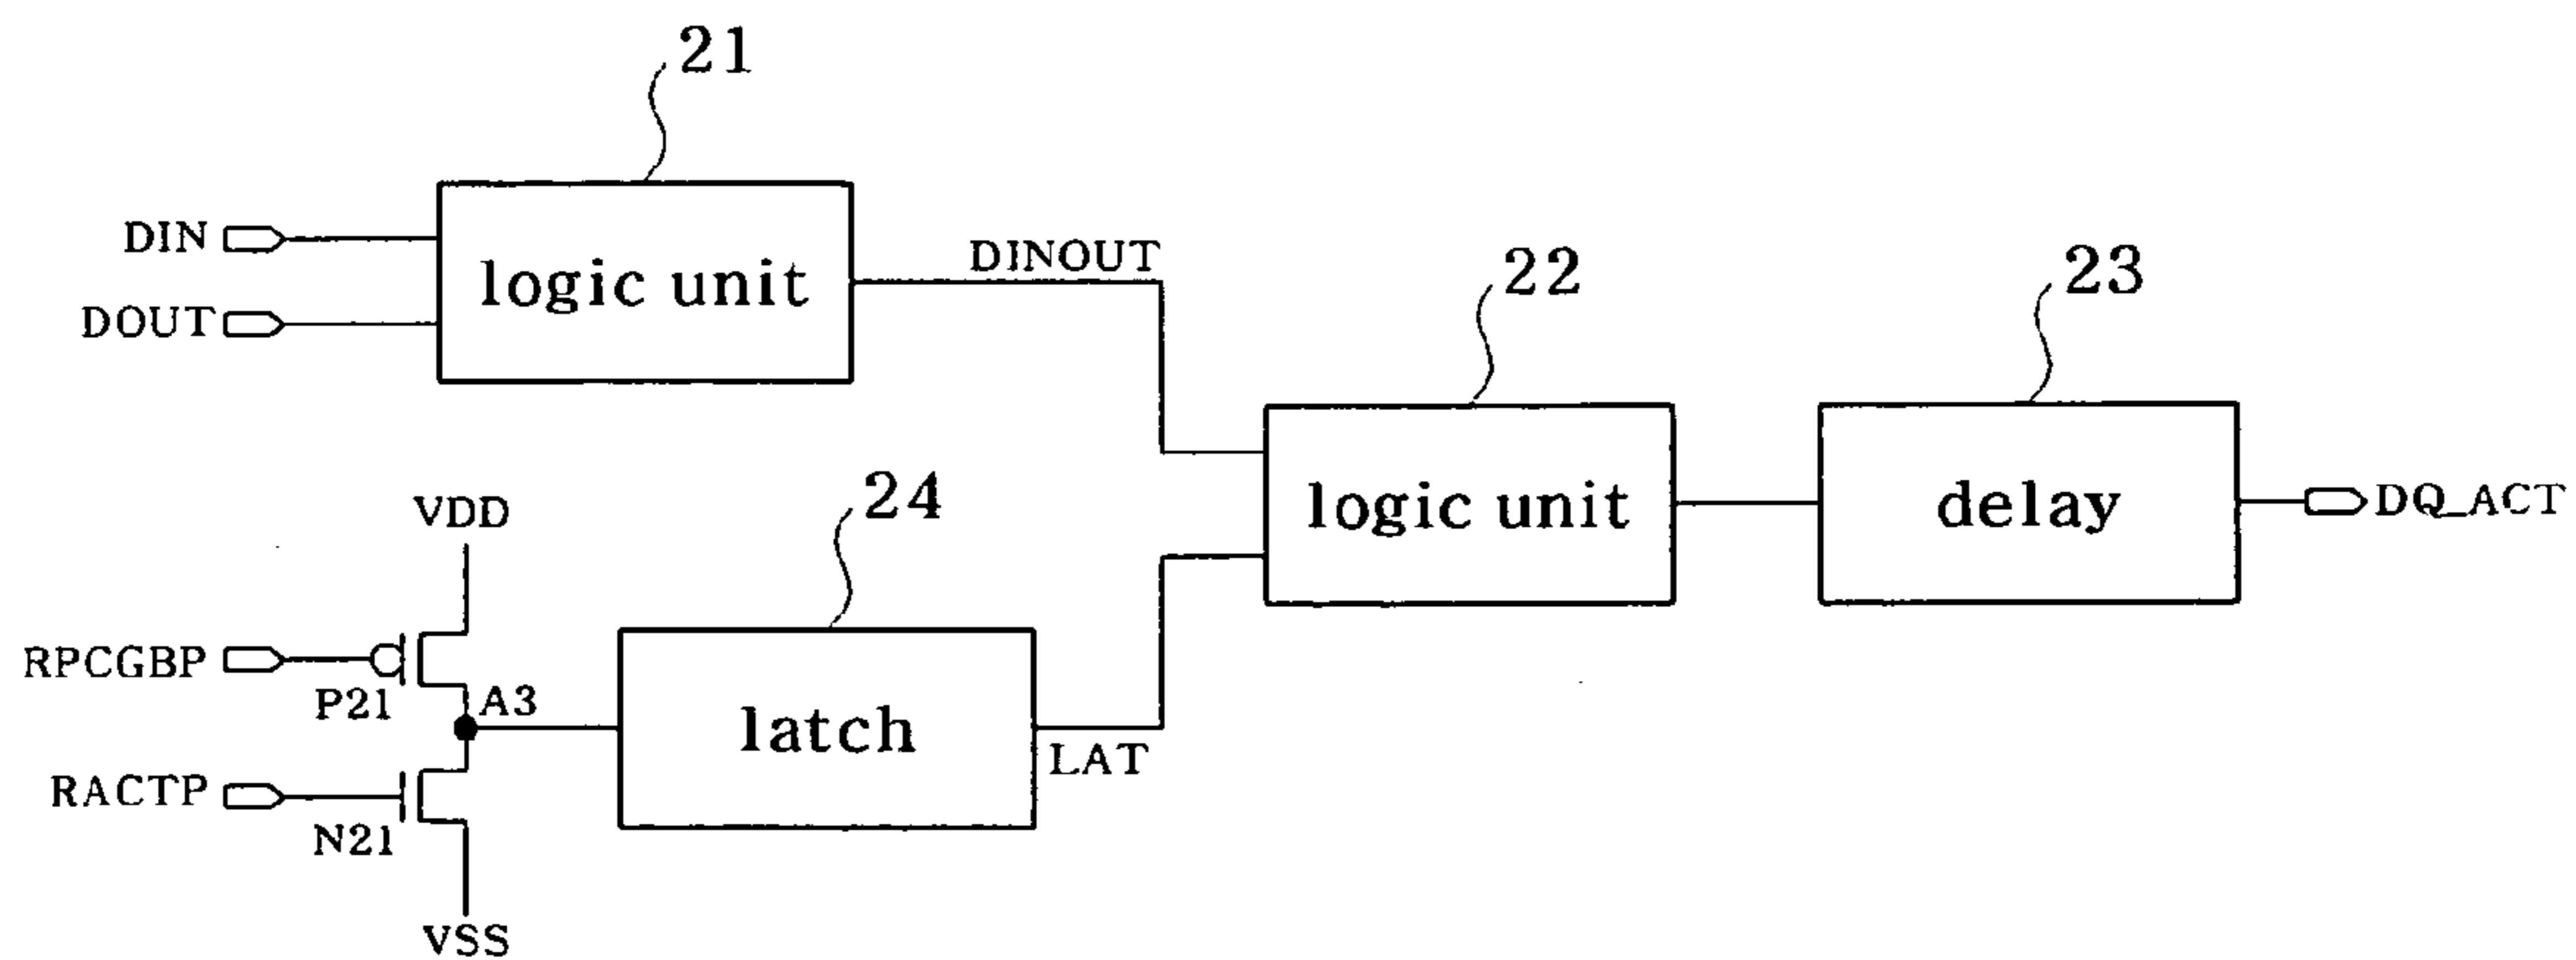 21
DIN
DOUT
logic unit
DINOUT
22
23
logic unit
delay
DQ_ACT
24
VDD
RPCGBP
P21
A3
latch
LAT
RACTP
N21
VSS